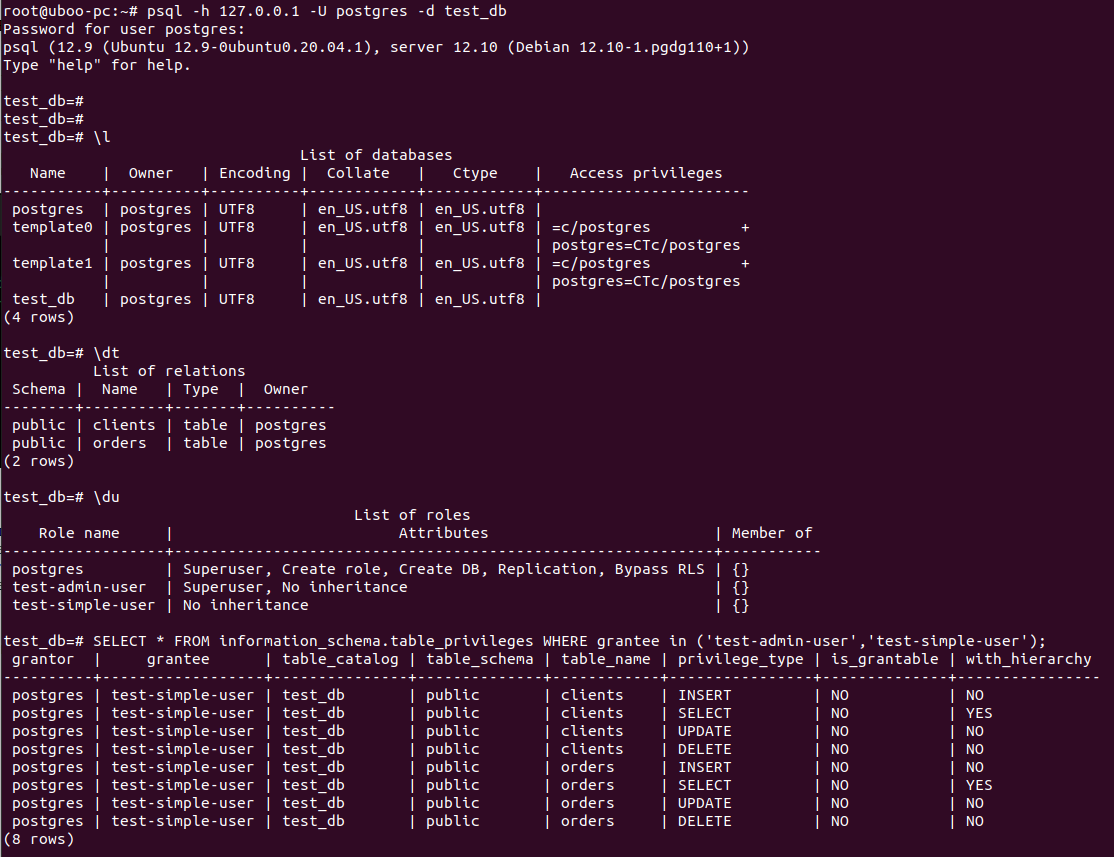 root@uboo-pc:~# psql -h 127.0.0.1 -U postgres -d test_db
Password for user postgres:
psql (12.9 (Ubuntu 12.9-0ubuntu0.20.04.1), server 12.10 (Debian 12.10-1.pgdg110+1))
Type "help" for help.

test_db=#
test_db=#
test_db=# \l
                                 List of databases
   Name    |  Owner   | Encoding |  Collate   |   Ctype    |   Access privileges
-----------+----------+----------+------------+------------+-----------------------
 postgres  | postgres | UTF8     | en_US.utf8 | en_US.utf8 |
 template0 | postgres | UTF8     | en_US.utf8 | en_US.utf8 | =c/postgres          +
           |          |          |            |            | postgres=CTc/postgres
 template1 | postgres | UTF8     | en_US.utf8 | en_US.utf8 | =c/postgres          +
           |          |          |            |            | postgres=CTc/postgres
 test_db   | postgres | UTF8     | en_US.utf8 | en_US.utf8 |
(4 rows)

test_db=# \dt
          List of relations
 Schema |  Name   | Type  |  Owner
--------+---------+-------+----------
 public | clients | table | postgres
 public | orders  | table | postgres
(2 rows)

test_db=# \du
                                       List of roles
    Role name     |                         Attributes                         | Member of
------------------+------------------------------------------------------------+-----------
 postgres         | Superuser, Create role, Create DB, Replication, Bypass RLS | {}
 test-admin-user  | Superuser, No inheritance                                  | {}
 test-simple-user | No inheritance                                             | {}

test_db=# SELECT * FROM information_schema.table_privileges WHERE grantee in ('test-admin-user','test-simple-user');
 grantor  |     grantee      | table_catalog | table_schema | table_name | privilege_type | is_grantable | with_hierarchy
----------+------------------+---------------+--------------+------------+----------------+--------------+----------------
 postgres | test-simple-user | test_db       | public       | clients    | INSERT         | NO           | NO
 postgres | test-simple-user | test_db       | public       | clients    | SELECT         | NO           | YES
 postgres | test-simple-user | test_db       | public       | clients    | UPDATE         | NO           | NO
 postgres | test-simple-user | test_db       | public       | clients    | DELETE         | NO           | NO
 postgres | test-simple-user | test_db       | public       | orders     | INSERT         | NO           | NO
 postgres | test-simple-user | test_db       | public       | orders     | SELECT         | NO           | YES
 postgres | test-simple-user | test_db       | public       | orders     | UPDATE         | NO           | NO
 postgres | test-simple-user | test_db       | public       | orders     | DELETE         | NO           | NO
(8 rows)